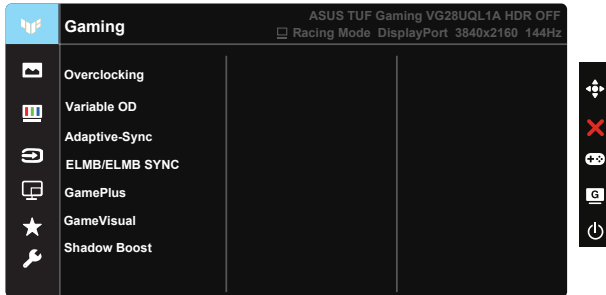 Gaming
ASUS TUF Gaming VG28UQL1A HDR OFF
Racing Mode DisplayPort 3840x2160 144Hz
Overclocking
Variable OD
Adaptive-Sync
ELMB/ELMB SYNC
GamePlus
GameVisual
Shadow Boost
G